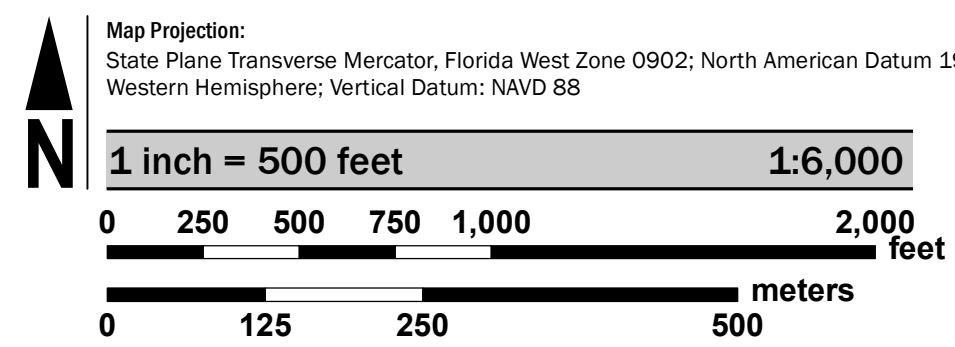 Map Projection:
State Plane Transverse Mercator, Florida West Zone 0902; North American Datum
Western Hemisphere; Vertical Datum: NAVD 88
N
1 inch = 500 feet 1:6,000
0 250 500 750 1,000 2,000
feet
meters
0 125 250 500